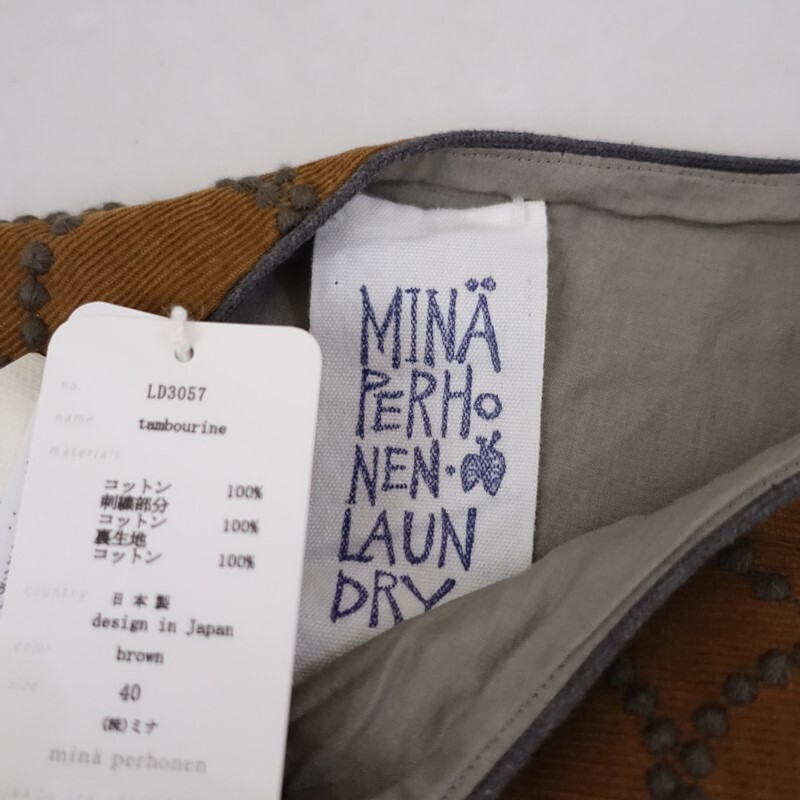 no. LD3057
name tambourine
materials
コットン 100%
刺繍部分
コットン 100%
裏生地
コットン 100%
country 日本製
design in Japan
color brown
size 40
㈱ミナ
minä perhonen
MINÄ
PERHO
NEN·
LAUN
DRY